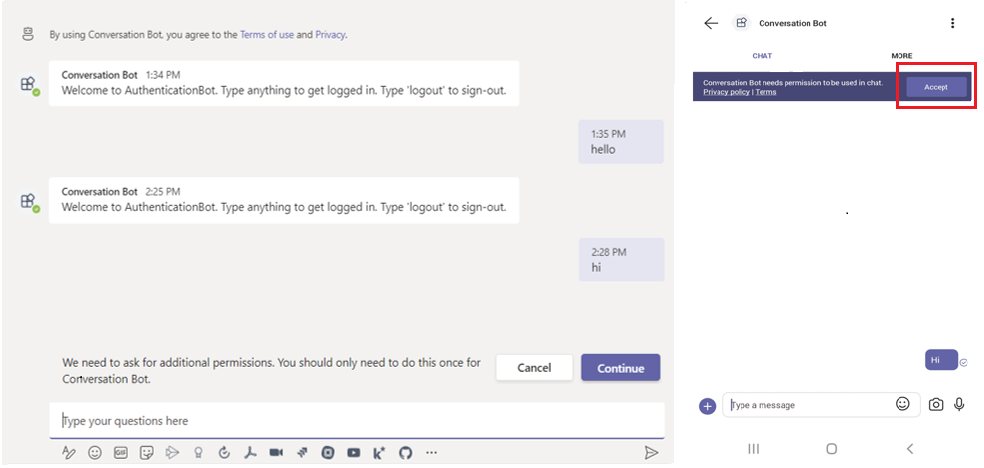 By using Conversation Bot, you agree to the Terms of use and Privacy.
Conversation Bot 1:34 PM
Welcome to AuthenticationBot. Type anything to get logged in. Type 'logout' to sign-out.
1:35 PM
hello
Conversation Bot 2:25 PM
Welcome to AuthenticationBot. Type anything to get logged in. Type 'logout' to sign-out.
2:28 PM
hi
We need to ask for additional permissions. You should only need to do this once for
Conversation Bot.
Cancel
Continue
Type your questions here
GIF
Conversation Bot
CHAT
MORE
Conversation Bot needs permission to be used in chat.
Privacy policy | Terms
Accept
Hi
Type a message